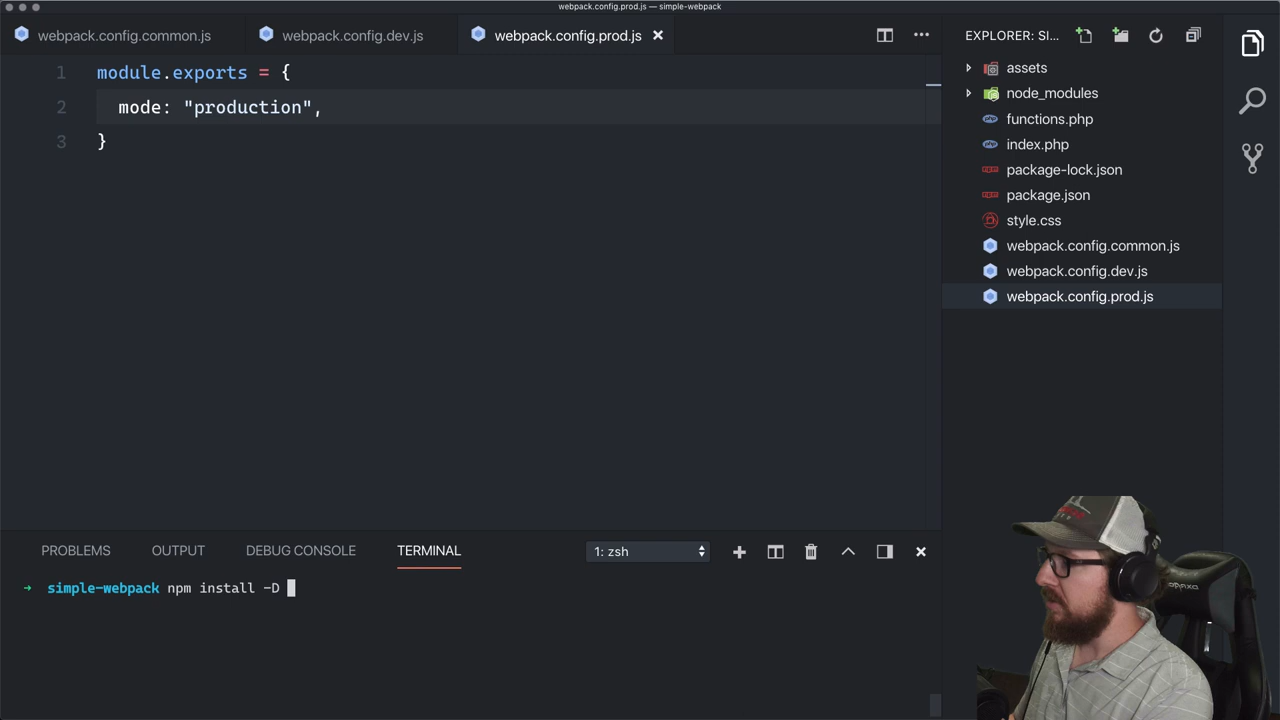 webpack.config.prod.js — simple-webpack
webpack.config.common.js
webpack.config.dev.js
webpack.config.prod.js
EXPLORER: SI...
1 module.exports = {
2 mode: "production",
3 }
assets
node_modules
functions.php
index.php
package-lock.json
package.json
style.css
webpack.config.common.js
webpack.config.dev.js
webpack.config.prod.js
PROBLEMS OUTPUT DEBUG CONSOLE TERMINAL
1: zsh
➜ simple-webpack npm install -D